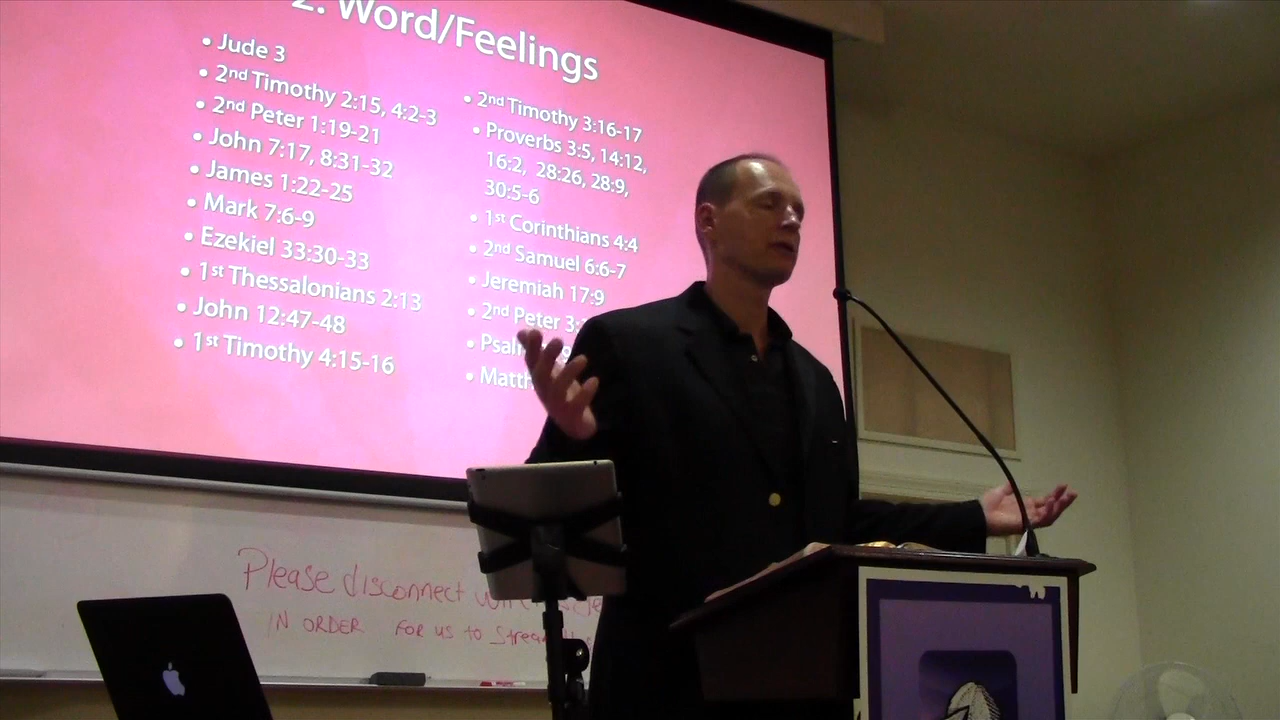 2. Word/Feelings
• Jude 3
• 2nd Timothy 2:15, 4:2-3
• 2nd Peter 1:19-21
• John 7:17, 8:31-32
• James 1:22-25
• Mark 7:6-9
• Ezekiel 33:30-33
• 1st Thessalonians 2:13
• John 12:47-48
• 1st Timothy 4:15-16
• 2nd Timothy 3:16-17
• Proverbs 3:5, 14:12,
16:2, 28:26, 28:9,
30:5-6
• 1st Corinthians 4:4
• 2nd Samuel 6:6-7
• Jeremiah 17:9
• 2nd Peter 3:
Please disconnect
IN ORDER FOR US to